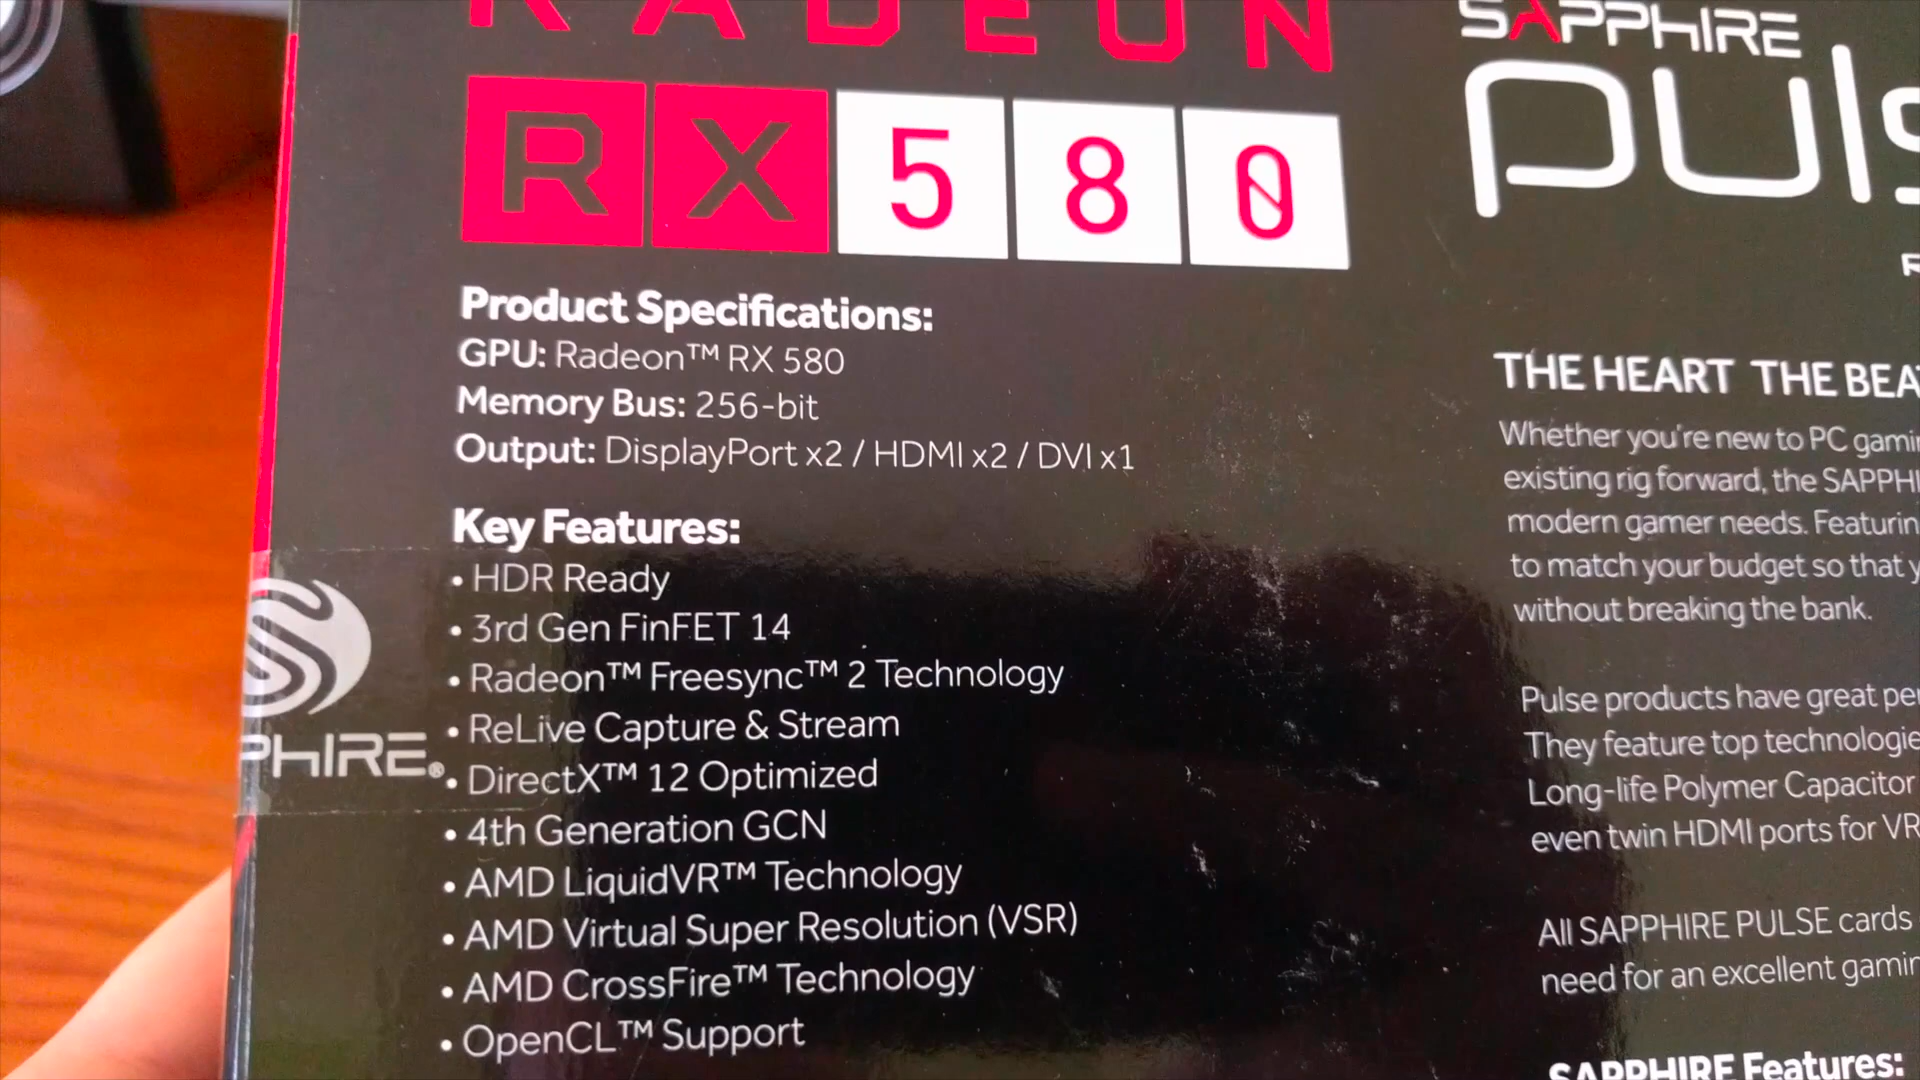 RADEON
RX 580
Product Specifications:
GPU: Radeon™ RX 580
Memory Bus: 256-bit
Output: DisplayPort x2 / HDMI x2 / DVI x1
Key Features:
• HDR Ready
• 3rd Gen FinFET 14
• Radeon™ Freesync™ 2 Technology
• ReLive Capture & Stream
• DirectX™ 12 Optimized
• 4th Generation GCN
• AMD LiquidVR™ Technology
• AMD Virtual Super Resolution (VSR)
• AMD CrossFire™ Technology
• OpenCL™ Support
PHIRE®
SAPPHIRE
puls
THE HEART THE BEA
Whether you're new to PC gami
existing rig forward, the SAPPHI
modern gamer needs. Featurin
to match your budget so that y
without breaking the bank.
Pulse products have great pe
They feature top technologie
Long-life Polymer Capacitor
even twin HDMI ports for VR
All SAPPHIRE PULSE cards
need for an excellent gamin
SAPPHIRE Features: